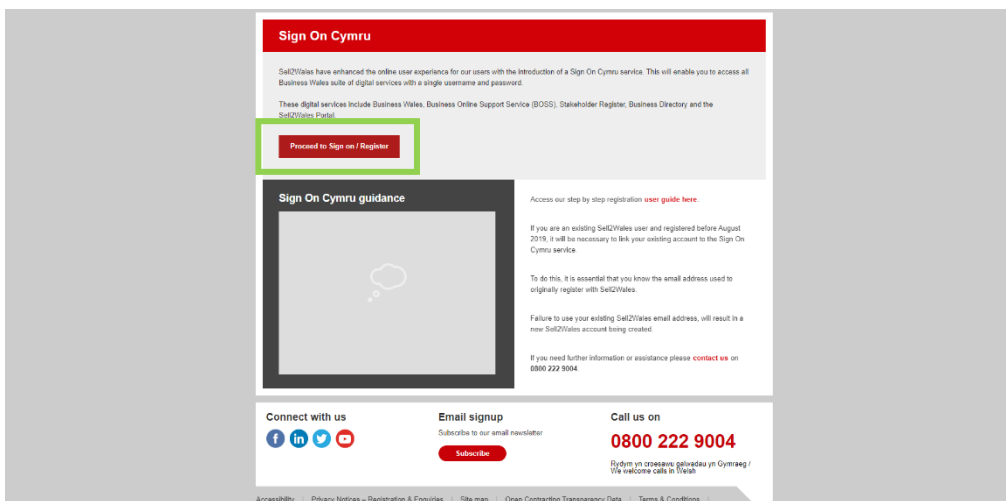 Sign On Cymru
Sell2Wales have enhanced the online user experience for our users with the introduction of a Sign On Cymru service. This will enable you to access all
Business Wales suite of digital services with a single username and password.
These digital services include Business Wales, Business Online Support Service (BOSS), Stakeholder Register, Business Directory and the
Sell2Wales Portal.
Proceed to Sign on / Register
Sign On Cymru guidance
Access our step by step registration user guide here.
If you are an existing Sell2Wales user and registered before August
2019, it will be necessary to link your existing account to the Sign On
Cymru service.
To do this, it is essential that you know the email address used to
originally register with Sell2Wales.
Failure to use your existing Sell2Wales email address, will result in a
new Sell2Wales account being created.
If you need further information or assistance please contact us on
0800 222 9004
Connect with us
f in
Email signup
Subscribe to our email newsletter
Subscribe
Call us on
0800 222 9004
Rydym yn croesawu galwadau yn Gymraeg /
We welcome calls in Welsh
Accessibility | Privacy Notices – Registration & Enquiries | Site map | Open Contracting Transparency Data | Terms & Conditions |